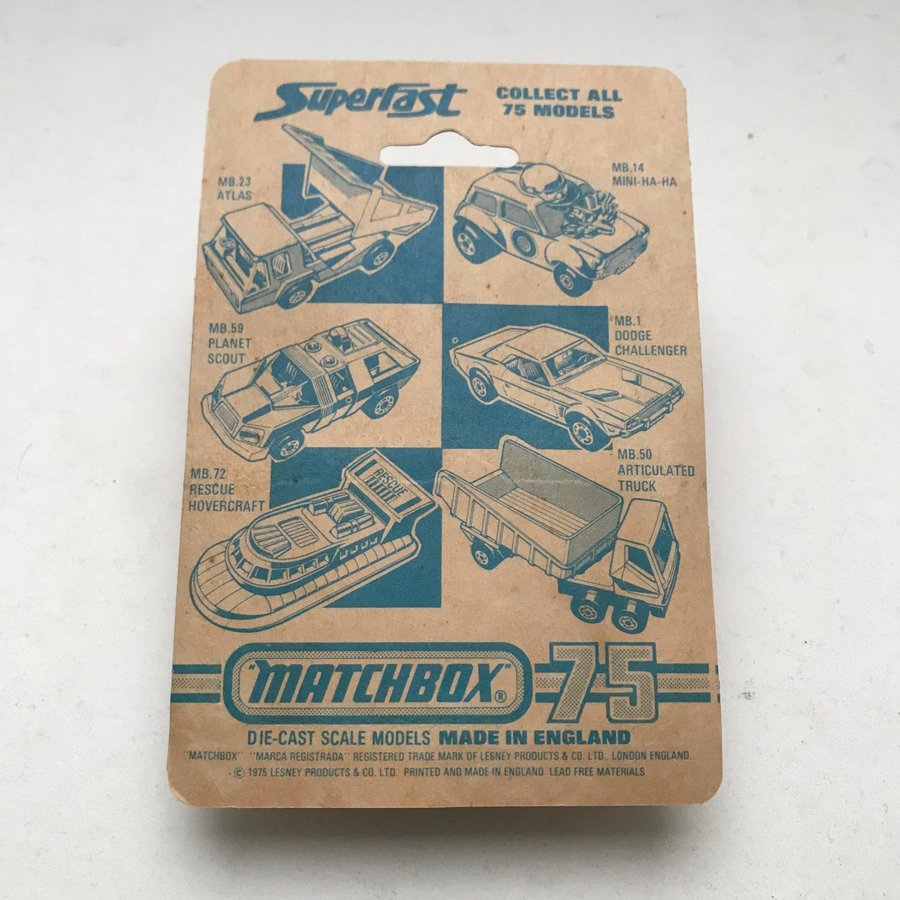 Superfast
COLLECT ALL
75 MODELS
MB.23
ATLAS
MB.14
MINI-HA-HA
MB.59
PLANET
SCOUT
MB.1
DODGE
CHALLENGER
MB.72
RESCUE
HOVERCRAFT
RESCUE
MB.50
ARTICULATED
TRUCK
"MATCHBOX"® 75
DIE-CAST SCALE MODELS MADE IN ENGLAND
"MATCHBOX" "MARCA REGISTRADA" REGISTERED TRADE MARK OF LESNEY PRODUCTS & CO. LTD., LONDON ENGLAND.
© 1975 LESNEY PRODUCTS & CO. LTD. PRINTED AND MADE IN ENGLAND LEAD FREE MATERIALS